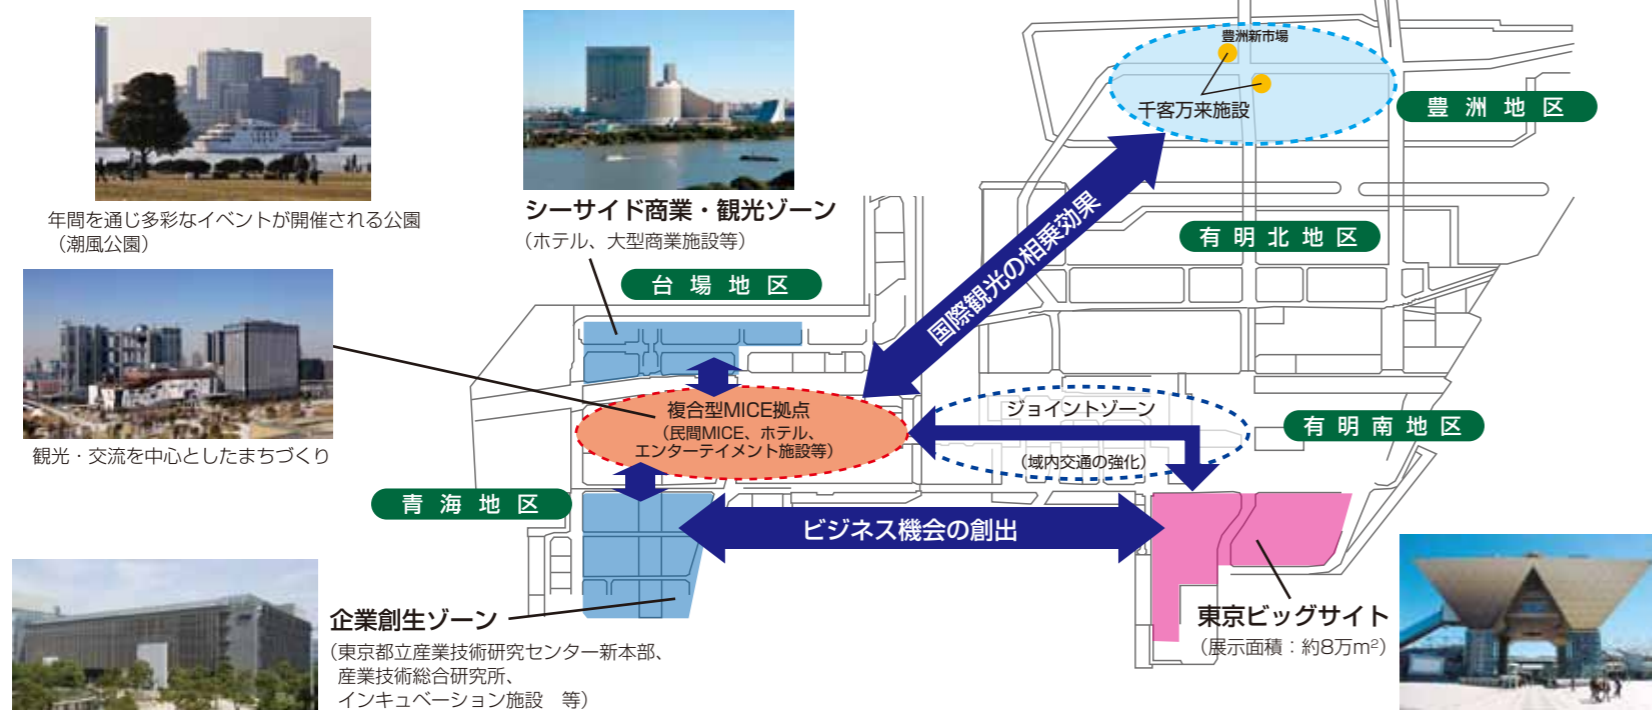 年間を通じ多彩なイベントが開催される公園
（潮風公園）
シーサイド商業・観光ゾーン
（ホテル、大型商業施設等）
豊洲新市場
千客万来施設
豊洲地区
有明北地区
台場地区
国際観光の相乗効果
観光・交流を中心としたまちづくり
複合型MICE拠点
（民間MICE、ホテル、
エンターテイメント施設等）
ジョイントゾーン
（域内交通の強化）
有明南地区
青海地区
ビジネス機会の創出
企業創生ゾーン
（東京都立産業技術研究センター新本部、
産業技術総合研究所、
インキュベーション施設　等）
東京ビッグサイト
（展示面積：約8万m²）